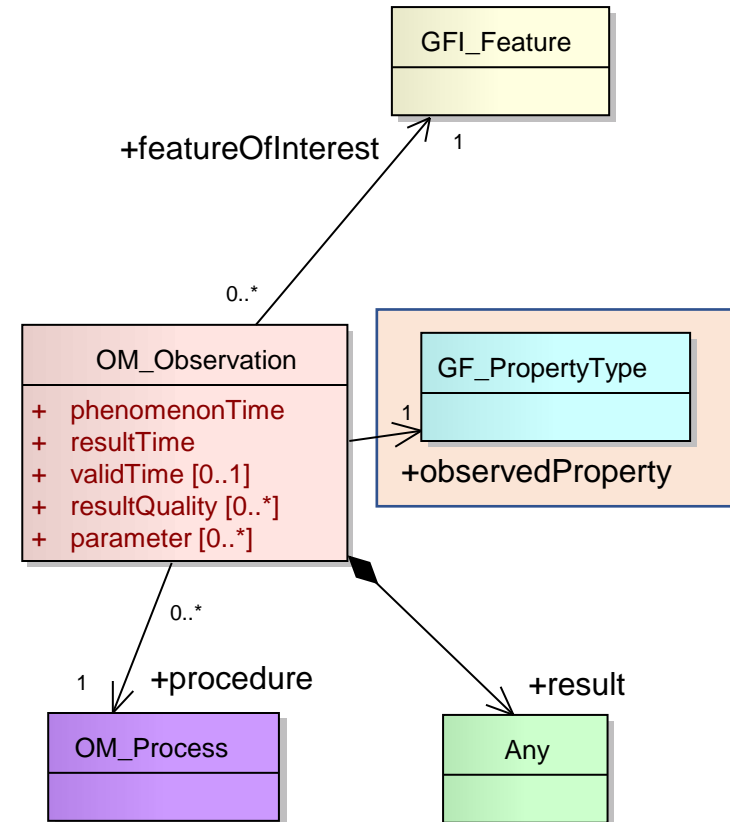 GFI_Feature
+featureOfInterest
1
0..*
OM_Observation
+ phenomenonTime
+ resultTime
+ validTime [0..1]
+ resultQuality [0..*]
+ parameter [0..*]
GF_PropertyType
1
+observedProperty
0..*
1
+procedure
+result
OM_Process
Any